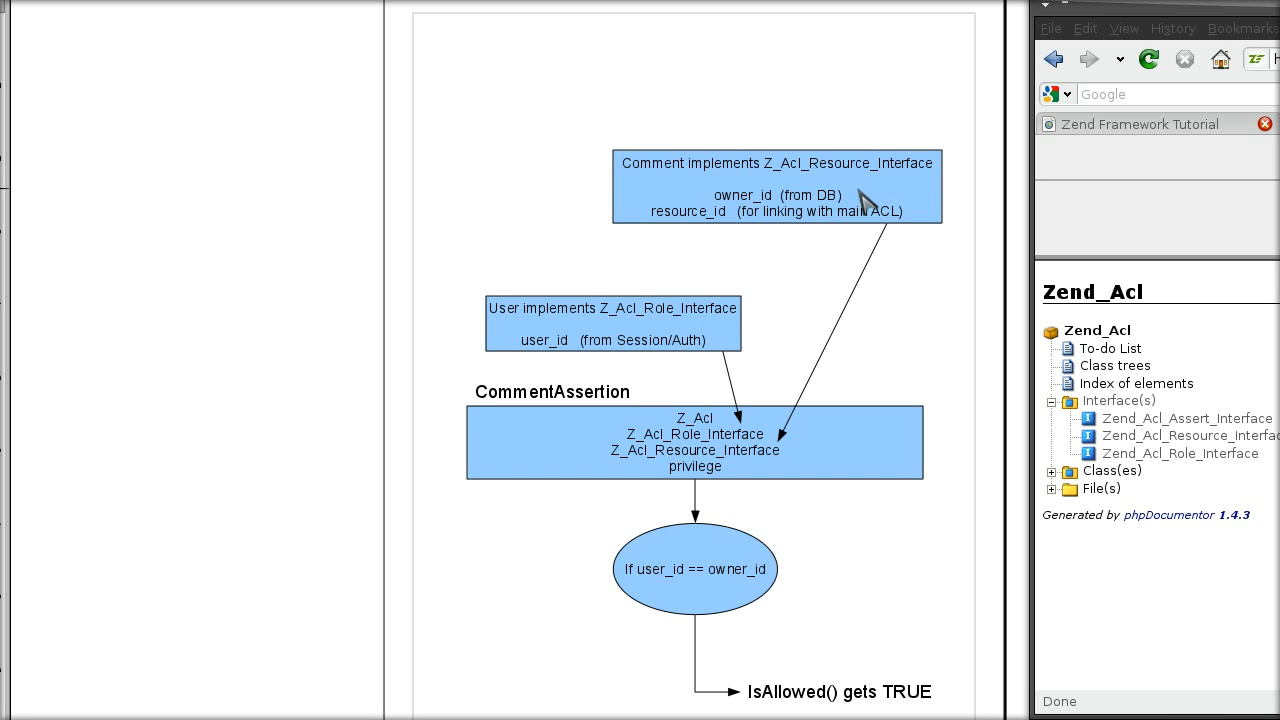 Comment implements Z_Acl_Resource_Interface
owner_id (from DB)
resource_id (for linking with main ACL)
User implements Z_Acl_Role_Interface
user_id (from Session/Auth)
CommentAssertion
Z_Acl
Z_Acl_Role_Interface
Z_Acl_Resource_Interface
privilege
If user_id == owner_id
IsAllowed() gets TRUE
File Edit View History Bookmarks
Google
Zend Framework Tutorial
Zend_Acl
Zend_Acl
To-do List
Class trees
Index of elements
Interface(s)
Zend_Acl_Assert_Interface
Zend_Acl_Resource_Interfac
Zend_Acl_Role_Interface
Class(es)
File(s)
Generated by phpDocumentor 1.4.3
Done